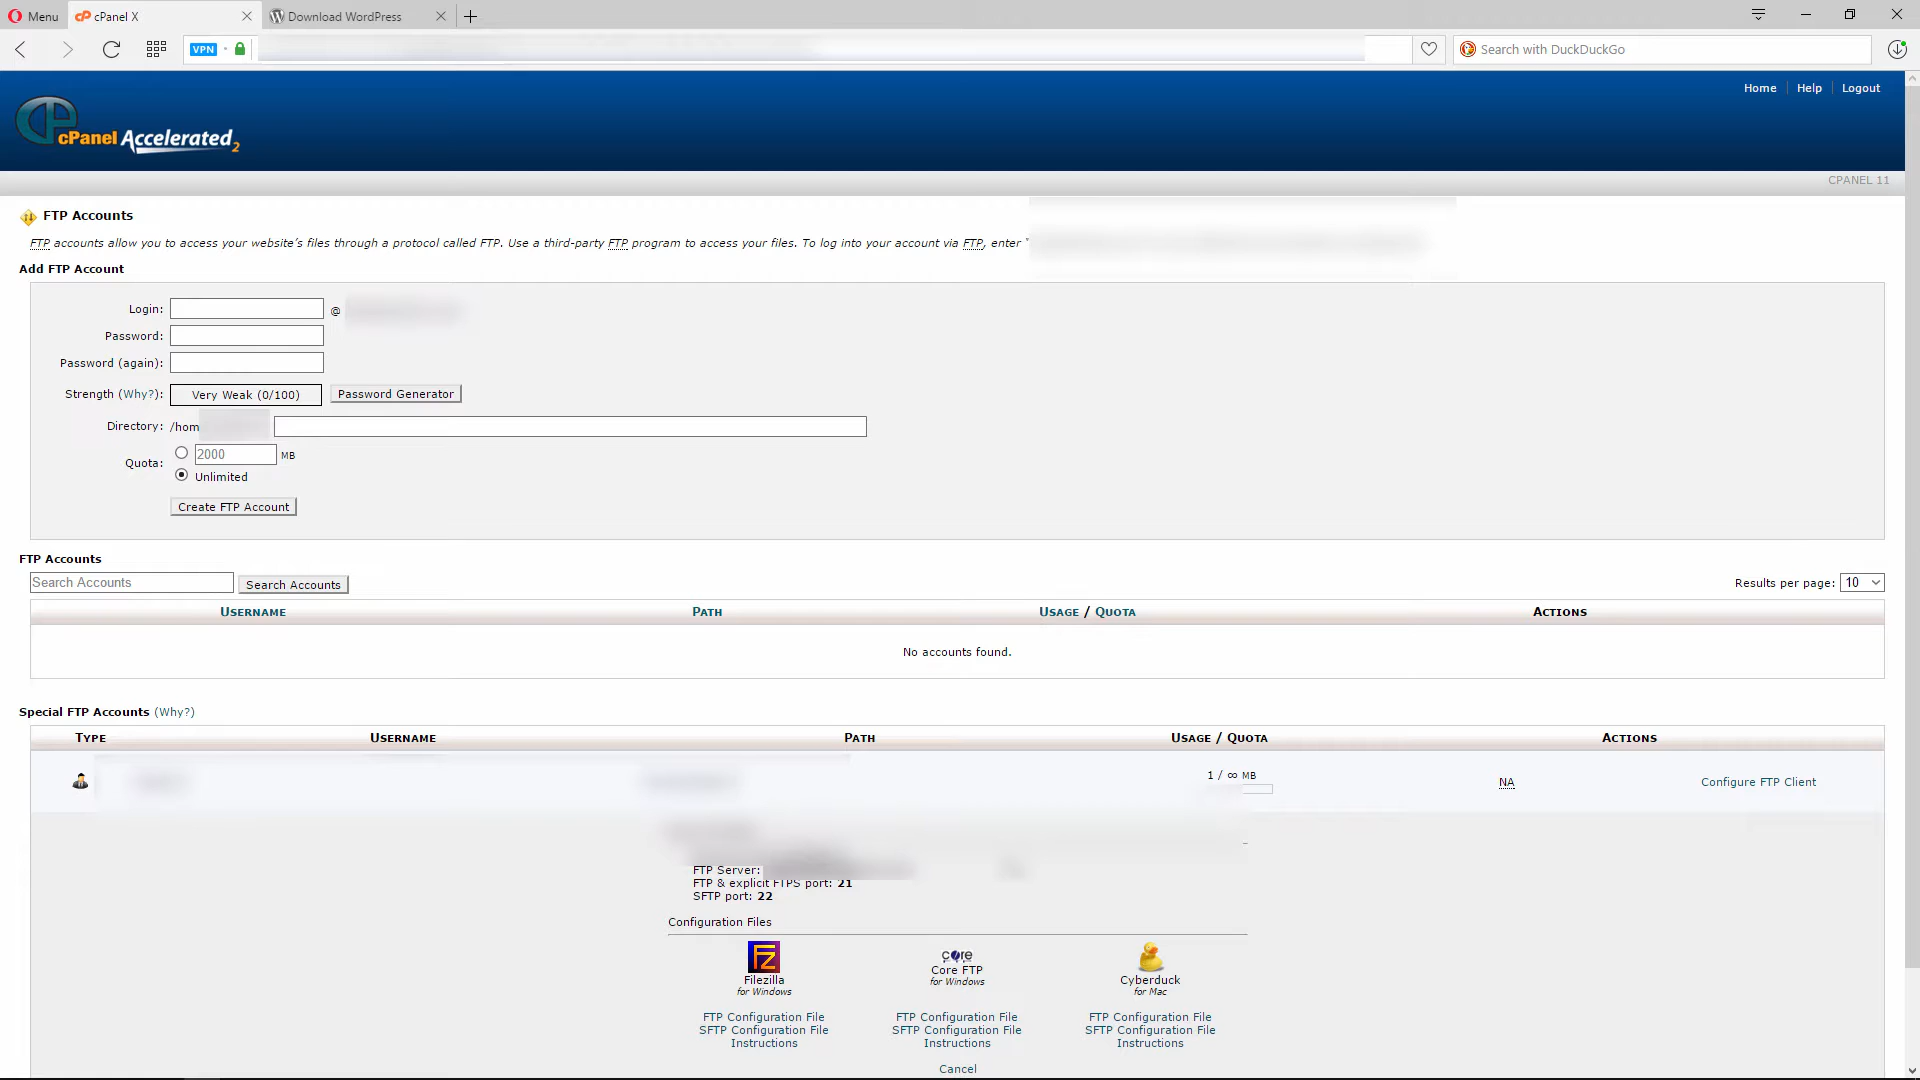 Menu
cPanel X
Download WordPress
VPN
Search with DuckDuckGo
Home
Help
Logout
cPanel Accelerated2
CPANEL 11
FTP Accounts
FTP accounts allow you to access your website's files through a protocol called FTP. Use a third-party FTP program to access your files. To log into your account via FTP, enter "
Add FTP Account
Login: @
Password:
Password (again):
Strength (Why?): Very Weak (0/100) Password Generator
Directory: /hom
Quota: 2000 MB
Unlimited
Create FTP Account
FTP Accounts
Search Accounts Search Accounts Results per page: 10
USERNAME PATH USAGE / QUOTA ACTIONS
No accounts found.
Special FTP Accounts (Why?)
TYPE USERNAME PATH USAGE / QUOTA ACTIONS
1 / ∞ MB
NA Configure FTP Client
FTP Server:
FTP & explicit FTPS port: 21
SFTP port: 22
Configuration Files
FZ
Filezilla
for Windows
core
Core FTP
for Windows
Cyberduck
for Mac
FTP Configuration File FTP Configuration File FTP Configuration File
SFTP Configuration File SFTP Configuration File SFTP Configuration File
Instructions Instructions Instructions
Cancel